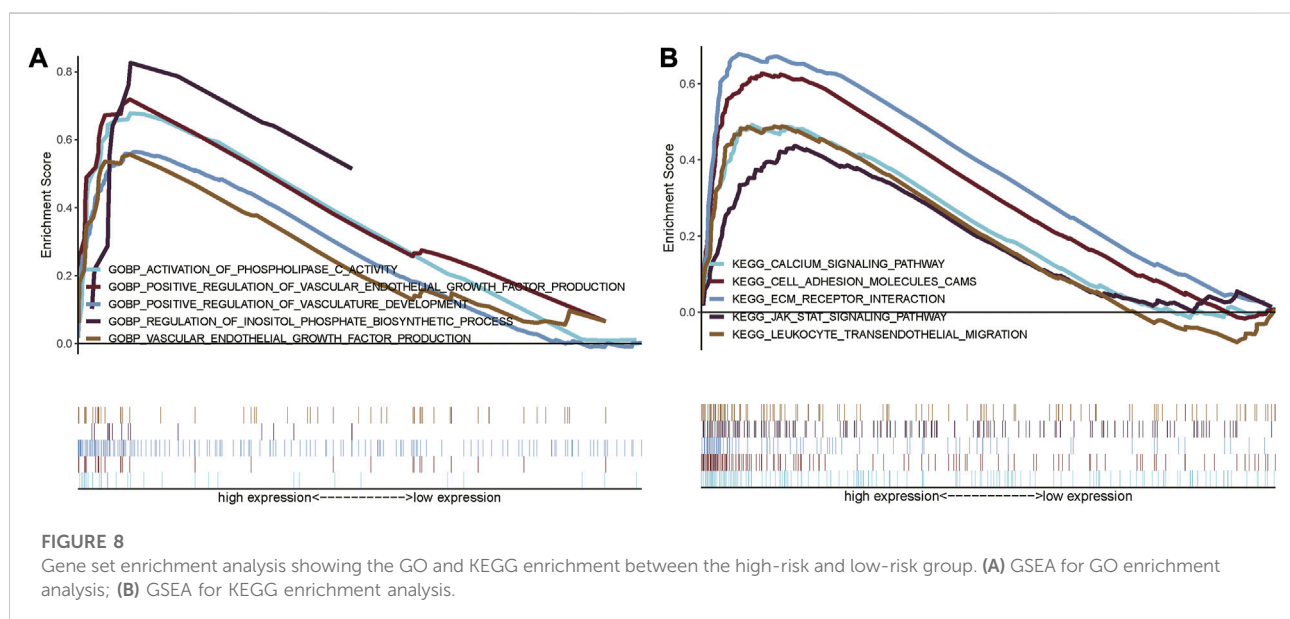 A
Enrichment Score
0.8
0.6
0.4
0.2
0.0
GOBP_ACTIVATION_OF_PHOSPHOLIPASE_C_ACTIVITY
GOBP_POSITIVE_REGULATION_OF_VASCULAR_ENDOTHELIAL_GROWTH_FACTOR_PRODUCTION
GOBP_POSITIVE_REGULATION_OF_VASCULATURE_DEVELOPMENT
GOBP_REGULATION_OF_INOSITOL_PHOSPHATE_BIOSYNTHETIC_PROCESS
GOBP_VASCULAR_ENDOTHELIAL_GROWTH_FACTOR_PRODUCTION
high expression<------------>low expression
B
Enrichment Score
0.6
0.4
0.2
0.0
KEGG_CALCIUM_SIGNALING_PATHWAY
KEGG_CELL_ADHESION_MOLECULES_CAMS
KEGG_ECM_RECEPTOR_INTERACTION
KEGG_JAK_STAT_SIGNALING_PATHWAY
KEGG_LEUKOCYTE_TRANSENDOTHELIAL_MIGRATION
high expression<------------>low expression
FIGURE 8
Gene set enrichment analysis showing the GO and KEGG enrichment between the high-risk and low-risk group. (A) GSEA for GO enrichment
analysis; (B) GSEA for KEGG enrichment analysis.